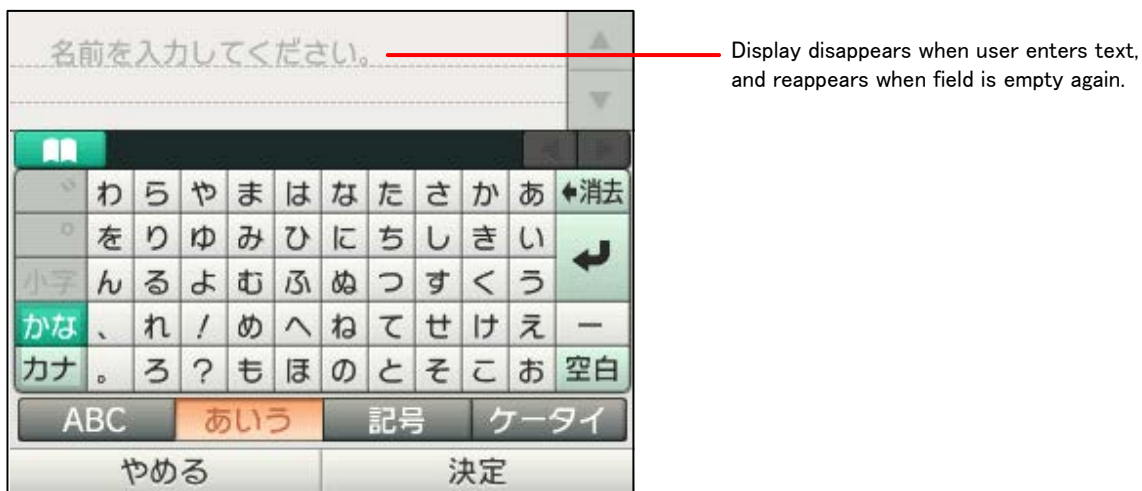 名前を入力してください。
Display disappears when user enters text,
and reappears when field is empty again.
▲
▼
゛ わ ら や ま は な た さ か あ ←消去
゜ を り ゆ み ひ に ち し き い
小字 ん る よ む ふ ぬ つ す く う
かな 、 れ ! め へ ね て せ け え ー
カナ 。 ろ ? も ほ の と そ こ お 空白
ABC あいう 記号 ケータイ
やめる 決定